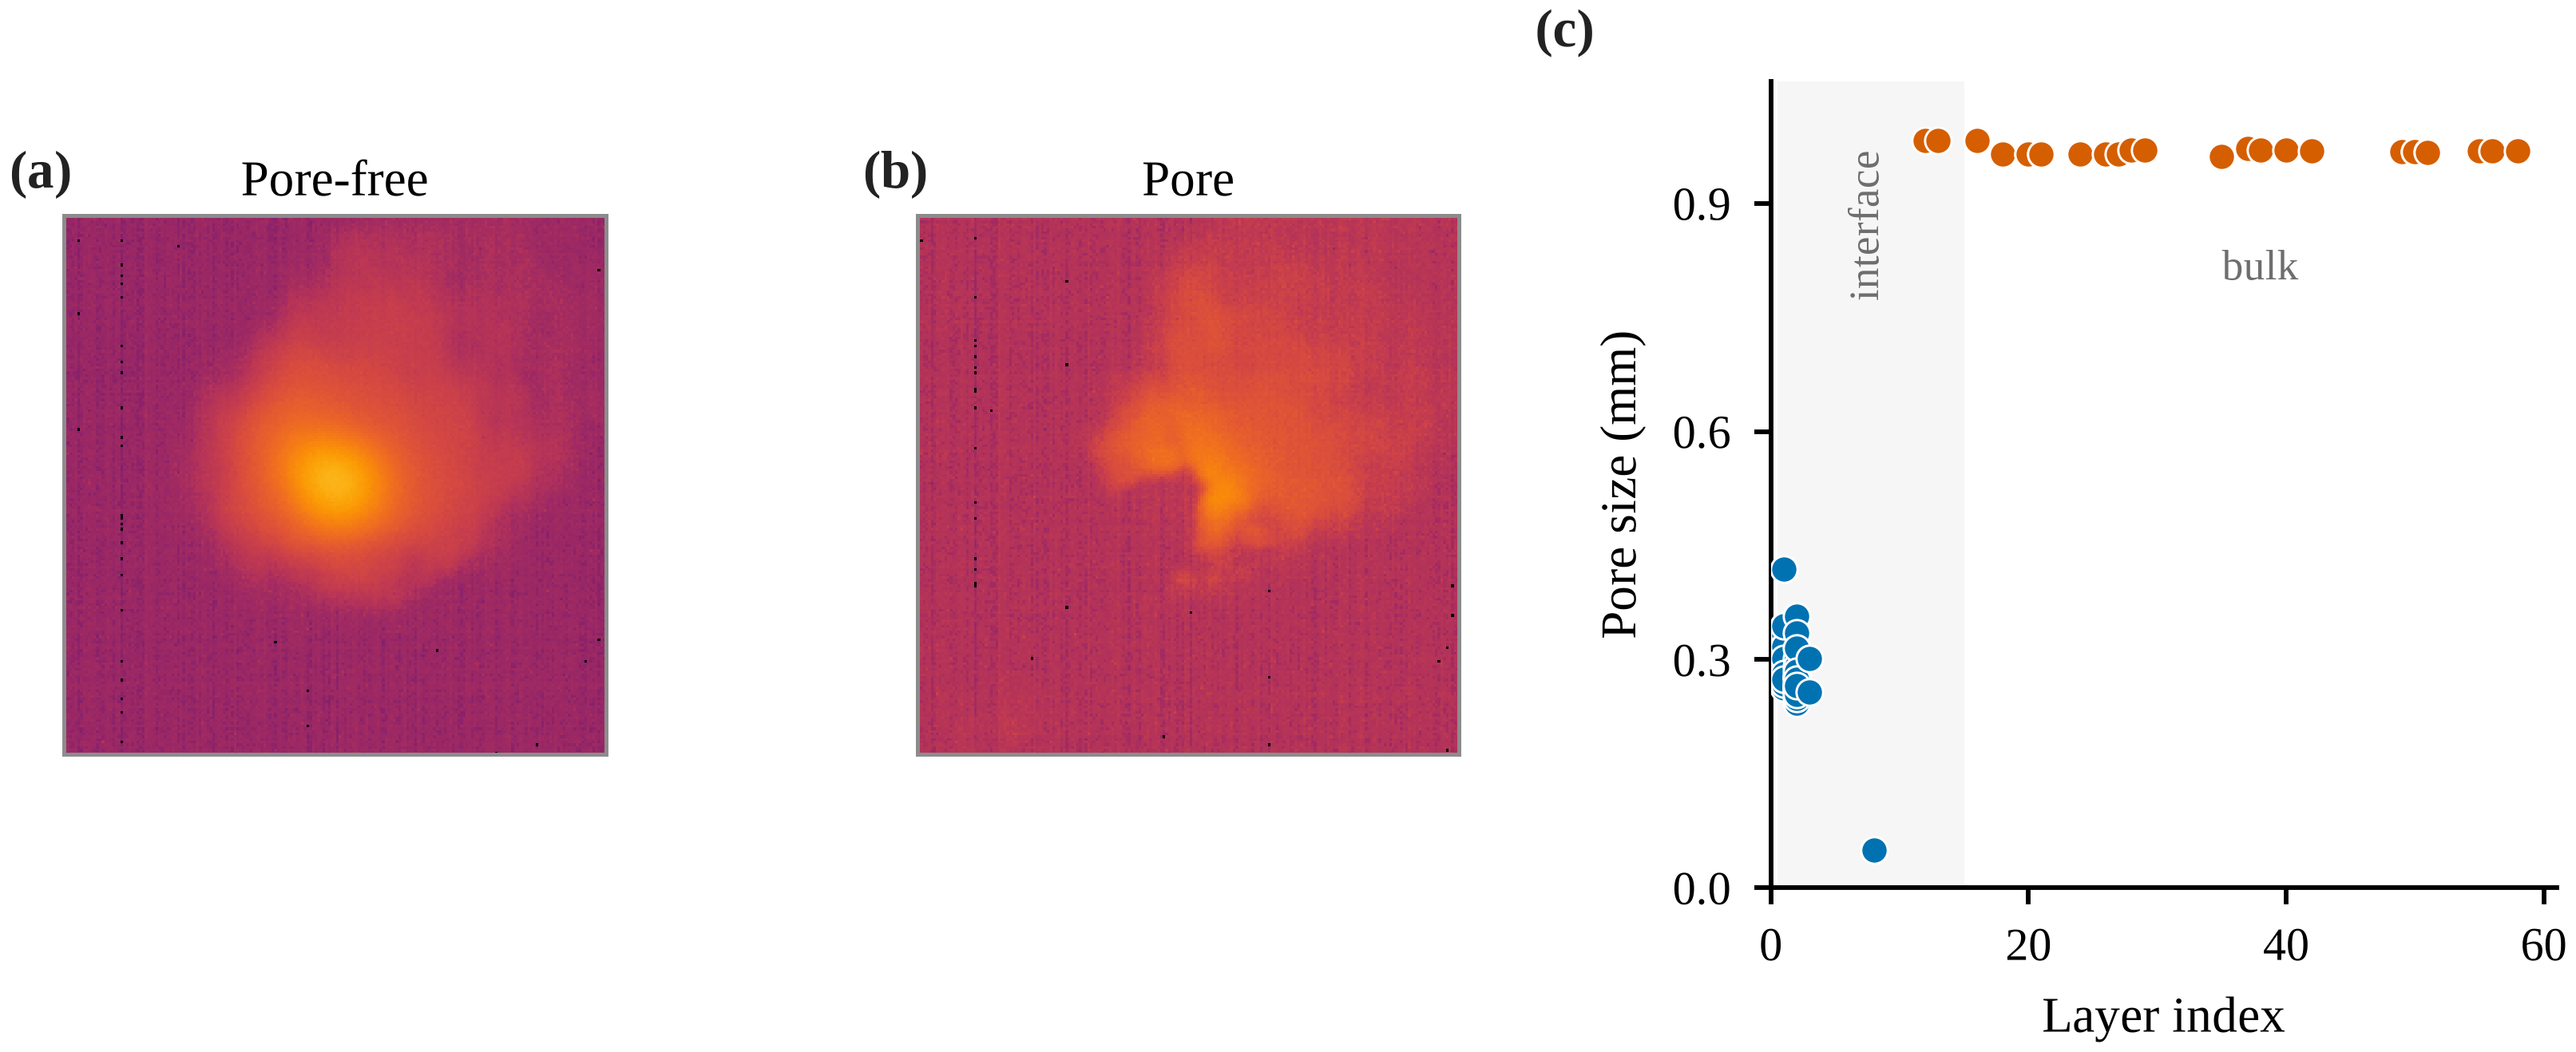 (a)
Pore-free
(b)
Pore
(c)
Pore size (mm)
0.9
0.6
0.3
0.0
interface
bulk
0
20
40
60
Layer index